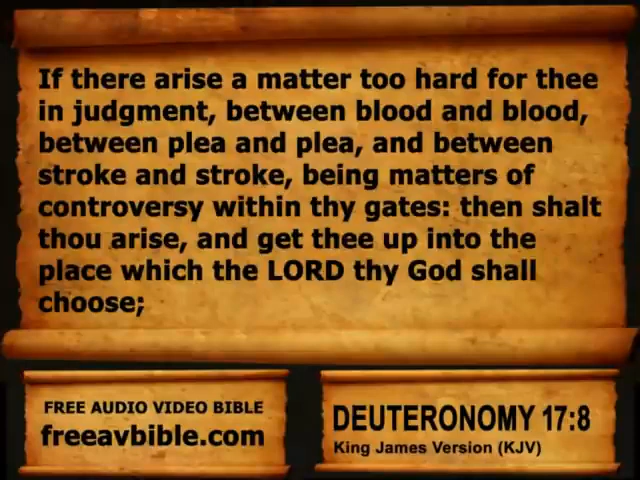 If there arise a matter too hard for thee
in judgment, between blood and blood,
between plea and plea, and between
stroke and stroke, being matters of
controversy within thy gates: then shalt
thou arise, and get thee up into the
place which the LORD thy God shall
choose;
FREE AUDIO VIDEO BIBLE
freeavbible.com
DEUTERONOMY 17:8
King James Version (KJV)